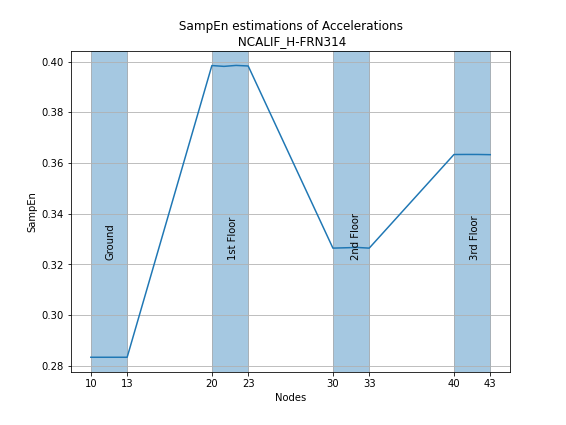 SampEn estimations of Accelerations
NCALIF_H-FRN314
0.40
0.38
0.36
0.34
0.32
0.30
0.28
SampEn
Ground
1st Floor
2nd Floor
3rd Floor
10 13 20 23 30 33 40 43
Nodes